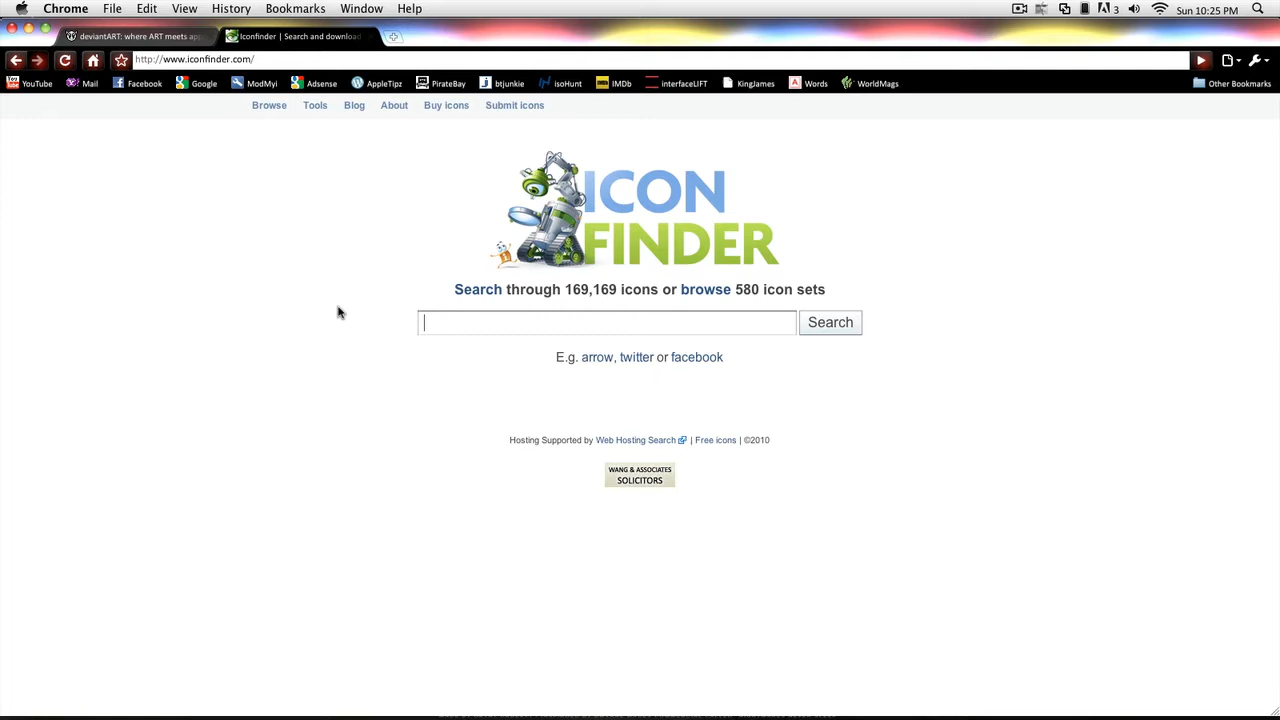 Chrome File Edit View History Bookmarks Window Help 3 Sun 10:25 PM
deviantART: where ART meets app Iconfinder | Search and download
http://www.iconfinder.com/
YouTube Mail Facebook Google ModMyi Adsense AppleTipz PirateBay btjunkie isoHunt IMDb interfaceLIFT KingJames Words WorldMags Other Bookmarks
Browse Tools Blog About Buy icons Submit icons
ICON
FINDER
Search through 169,169 icons or browse 580 icon sets
Search
E.g. arrow, twitter or facebook
Hosting Supported by Web Hosting Search | Free icons | ©2010
WANG & ASSOCIATES
SOLICITORS